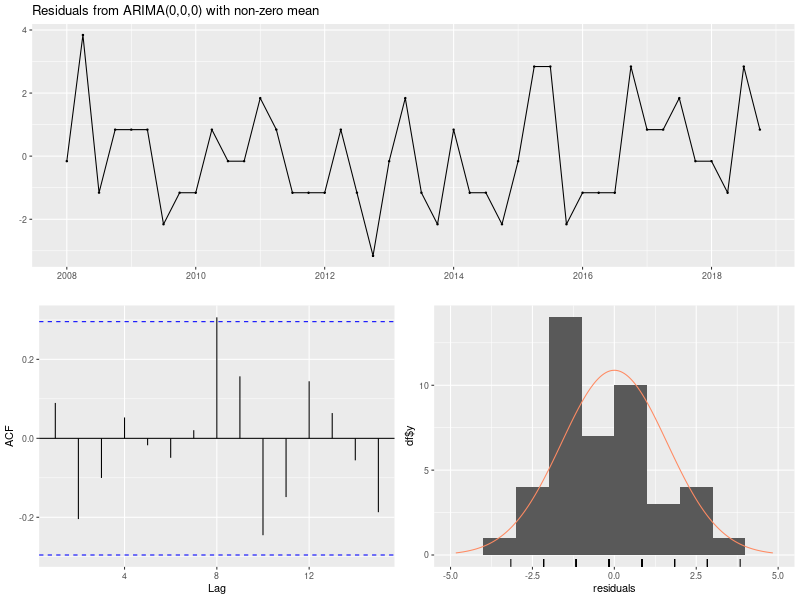 Residuals from ARIMA(0,0,0) with non-zero mean
4
2
0
-2
2008 2010 2012 2014 2016 2018
ACF
0.2
0.0
-0.2
4 8 12
Lag
df$y
10
5
0
-5.0 -2.5 0.0 2.5 5.0
residuals